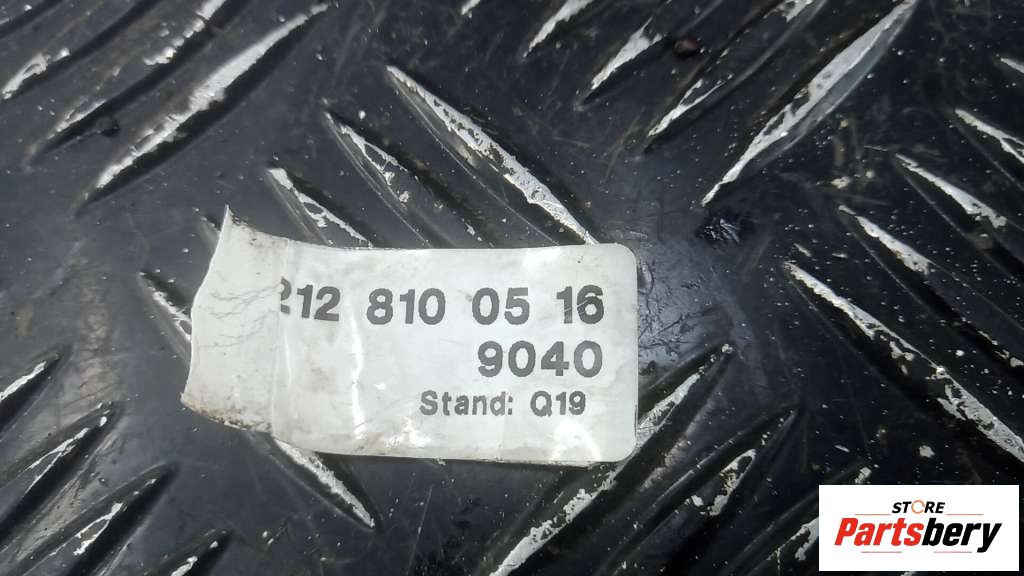 212 810 05 16
9040
Stand: Q19
STORE
Partsbery